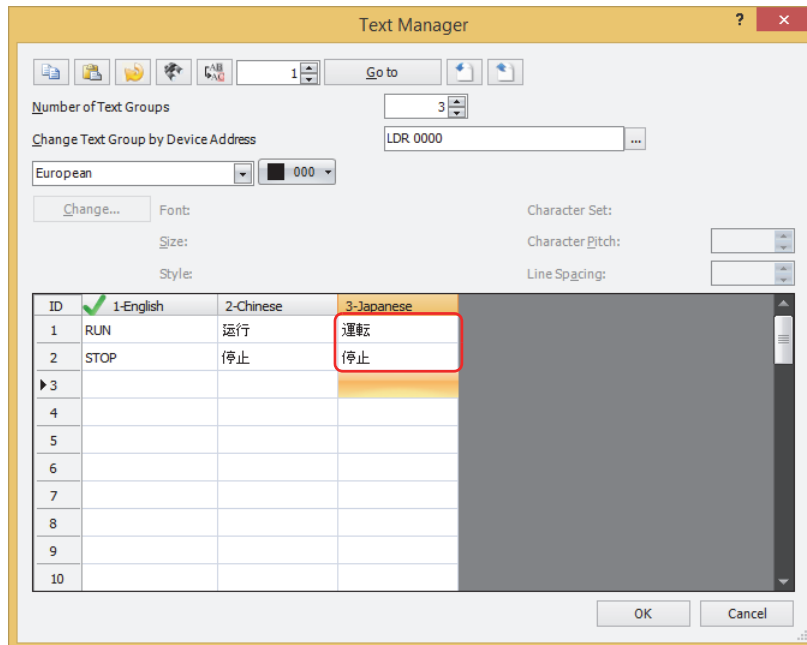 Text Manager
? ×
1 Go to
Number of Text Groups 3
Change Text Group by Device Address LDR 0000 ...
European 000
Change... Font: Character Set:
Size: Character Pitch:
Style: Line Spacing:
ID 1-English 2-Chinese 3-Japanese
1 RUN 运行 運転
2 STOP 停止 停止
3
4
5
6
7
8
9
10
OK Cancel